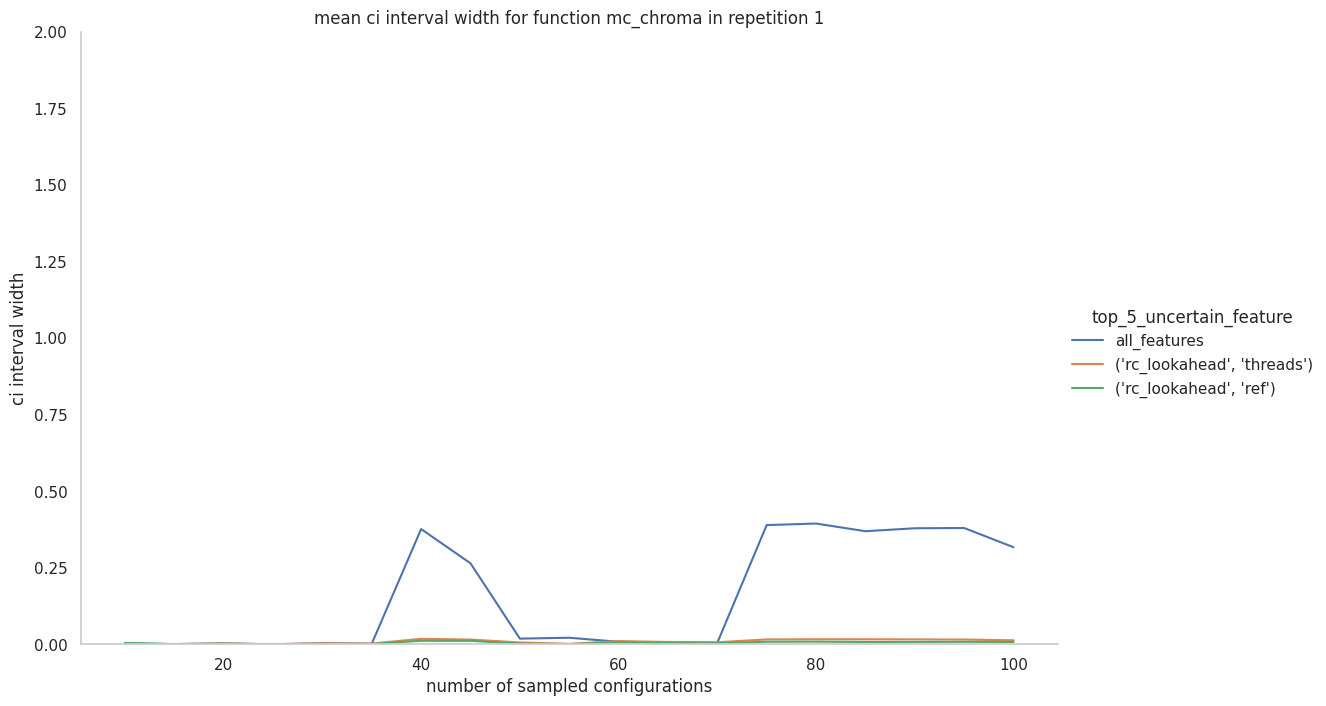 mean ci interval width for function mc_chroma in repetition 1
2.00
1.75
1.50
1.25
1.00
0.75
0.50
0.25
0.00
ci interval width
20
40
60
80
100
number of sampled configurations
top_5_uncertain_feature
all_features
('rc_lookahead', 'threads')
('rc_lookahead', 'ref')